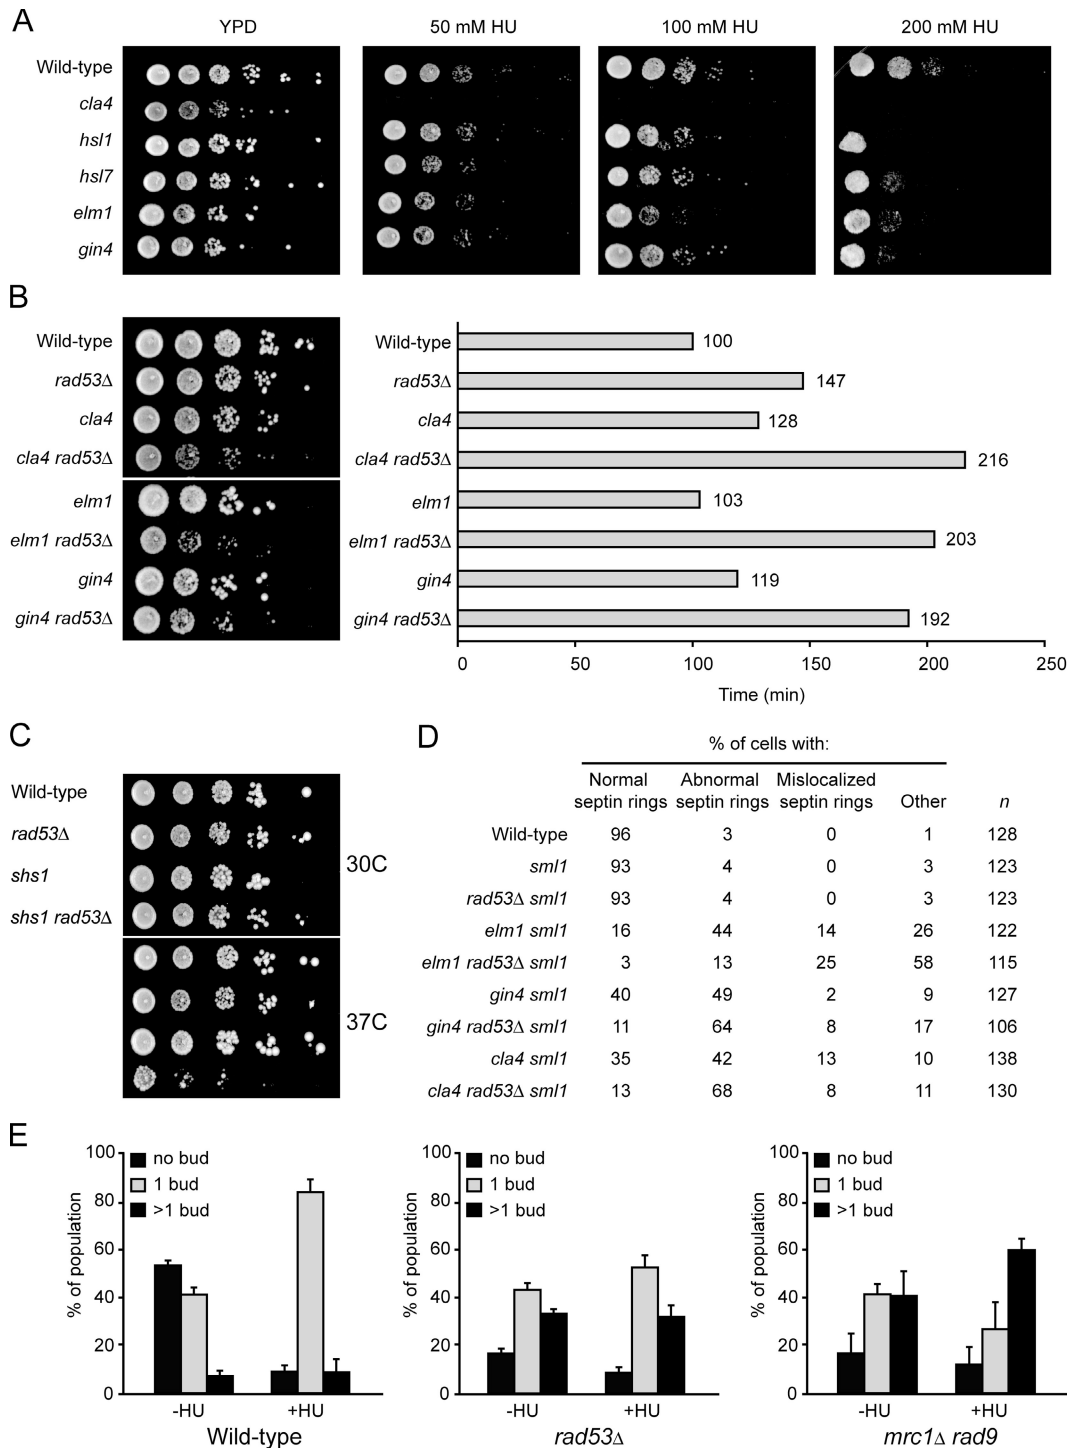 A
YPD
50 mM HU
100 mM HU
200 mM HU
Wild-type
cla4
hsl1
hsl7
elm1
gin4
B
Wild-type
rad53Δ
cla4
cla4 rad53Δ
elm1
elm1 rad53Δ
gin4
gin4 rad53Δ
Wild-type
rad53Δ
cla4
cla4 rad53Δ
elm1
elm1 rad53Δ
gin4
gin4 rad53Δ
100
147
128
216
103
203
119
192
0 50 100 150 200 250
Time (min)
C
Wild-type
rad53Δ
shs1
shs1 rad53Δ
30C
37C
D
% of cells with:
Normal septin rings Abnormal septin rings Mislocalized septin rings Other n
Wild-type 96 3 0 1 128
sml1 93 4 0 3 123
rad53Δ sml1 93 4 0 3 123
elm1 sml1 16 44 14 26 122
elm1 rad53Δ sml1 3 13 25 58 115
gin4 sml1 40 49 2 9 127
gin4 rad53Δ sml1 11 64 8 17 106
cla4 sml1 35 42 13 10 138
cla4 rad53Δ sml1 13 68 8 11 130
E
% of population
100
80
60
40
20
0
no bud
1 bud
>1 bud
-HU +HU
Wild-type
% of population
100
80
60
40
20
0
no bud
1 bud
>1 bud
-HU +HU
rad53Δ
% of population
100
80
60
40
20
0
no bud
1 bud
>1 bud
-HU +HU
mrc1Δ rad9